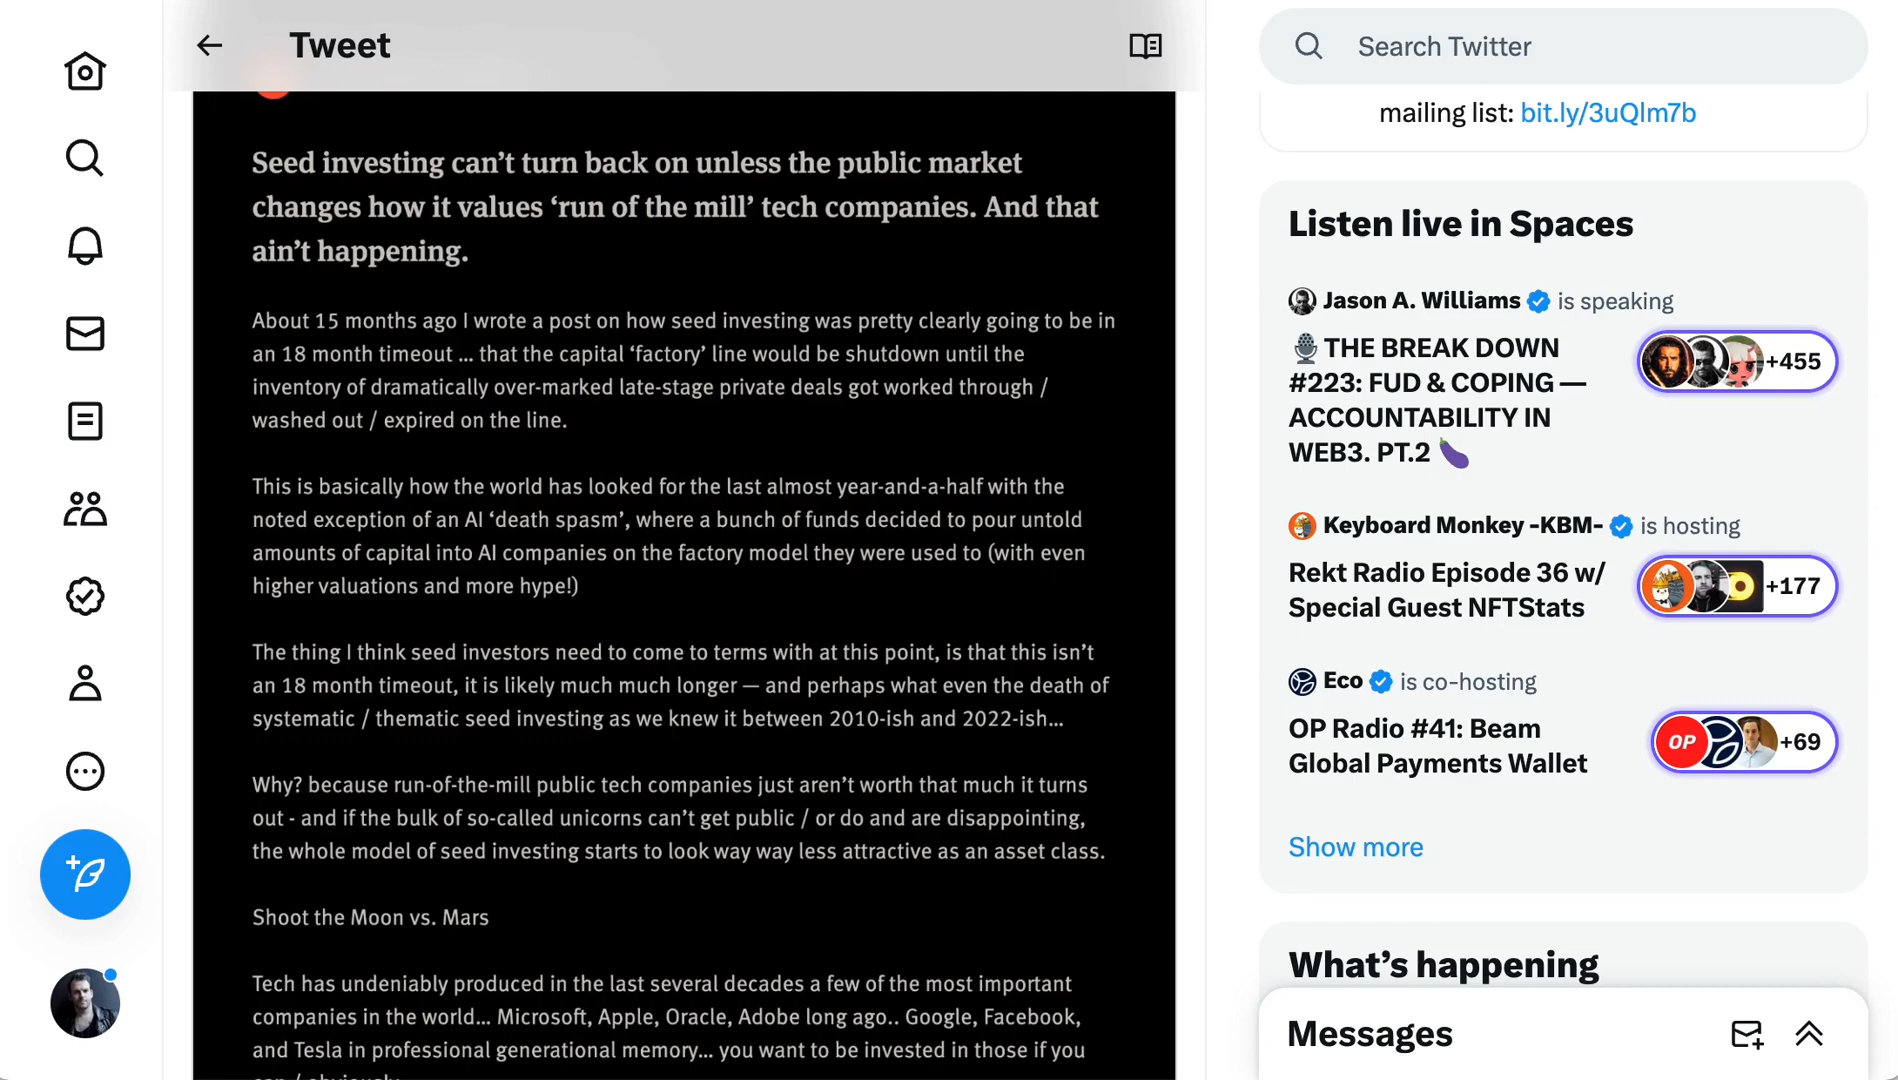 Tweet
Seed investing can’t turn back on unless the public market
changes how it values ‘run of the mill’ tech companies. And that
ain’t happening.
About 15 months ago I wrote a post on how seed investing was pretty clearly going to be in
an 18 month timeout ... that the capital ‘factory’ line would be shutdown until the
inventory of dramatically over-marked late-stage private deals got worked through /
washed out / expired on the line.
This is basically how the world has looked for the last almost year-and-a-half with the
noted exception of an AI ‘death spasm’, where a bunch of funds decided to pour untold
amounts of capital into AI companies on the factory model they were used to (with even
higher valuations and more hype!)
The thing I think seed investors need to come to terms with at this point, is that this isn’t
an 18 month timeout, it is likely much much longer — and perhaps what even the death of
systematic / thematic seed investing as we knew it between 2010-ish and 2022-ish...
Why? because run-of-the-mill public tech companies just aren’t worth that much it turns
out - and if the bulk of so-called unicorns can’t get public / or do and are disappointing,
the whole model of seed investing starts to look way way less attractive as an asset class.
Shoot the Moon vs. Mars
Tech has undeniably produced in the last several decades a few of the most important
companies in the world... Microsoft, Apple, Oracle, Adobe long ago.. Google, Facebook,
and Tesla in professional generational memory... you want to be invested in those if you
can / obviously
Search Twitter
mailing list: bit.ly/3uQlm7b
Listen live in Spaces
Jason A. Williams is speaking
🎙️THE BREAK DOWN
#223: FUD & COPING —
ACCOUNTABILITY IN
WEB3. PT.2 🍆
+455
Keyboard Monkey -KBM- is hosting
Rekt Radio Episode 36 w/
Special Guest NFTStats
+177
Eco is co-hosting
OP Radio #41: Beam
Global Payments Wallet
OP
+69
Show more
What’s happening
Messages